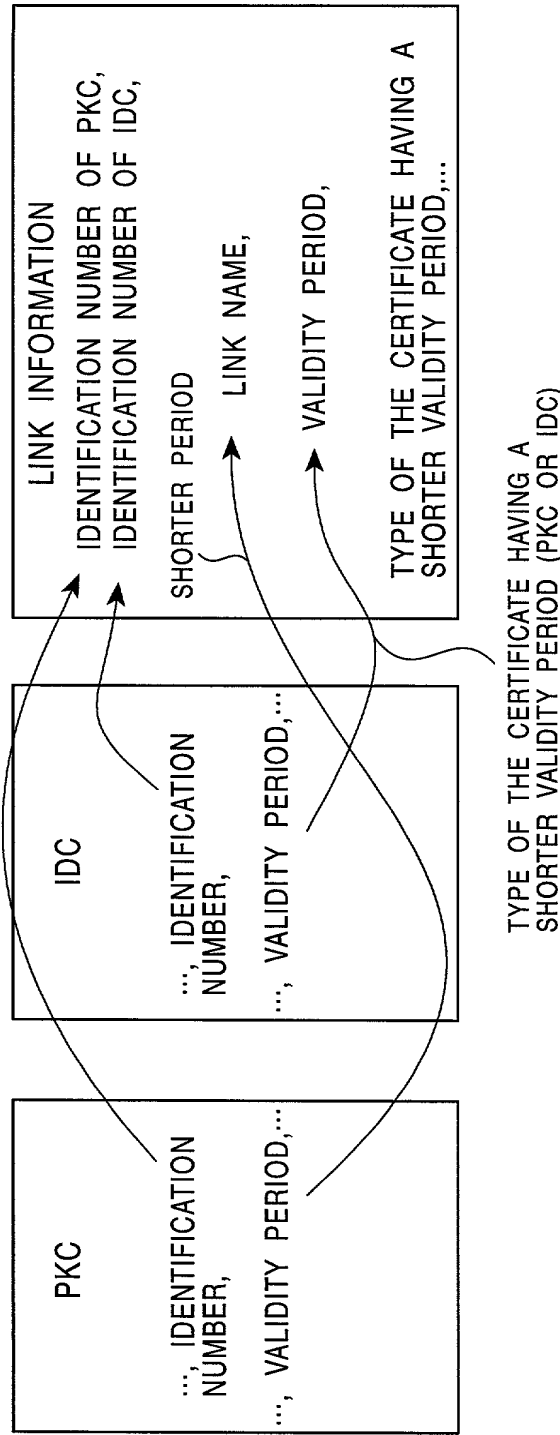 PKC
..., IDENTIFICATION
NUMBER,
..., VALIDITY PERIOD,...
IDC
..., IDENTIFICATION
NUMBER,
..., VALIDITY PERIOD,...
LINK INFORMATION
IDENTIFICATION NUMBER OF PKC,
IDENTIFICATION NUMBER OF IDC,
SHORTER PERIOD
LINK NAME,
VALIDITY PERIOD,
TYPE OF THE CERTIFICATE HAVING A
SHORTER VALIDITY PERIOD,...
TYPE OF THE CERTIFICATE HAVING A
SHORTER VALIDITY PERIOD (PKC OR IDC)